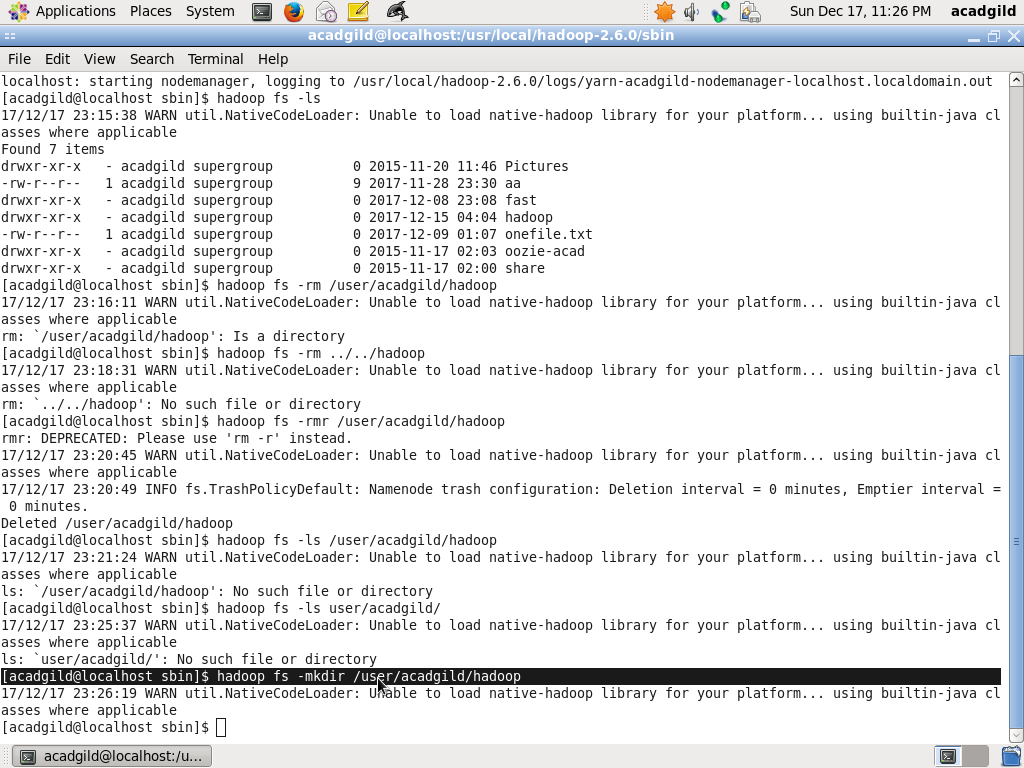 Applications Places System Sun Dec 17, 11:26 PM acadgild
acadgild@localhost:/usr/local/hadoop-2.6.0/sbin
File Edit View Search Terminal Help
localhost: starting nodemanager, logging to /usr/local/hadoop-2.6.0/logs/yarn-acadgild-nodemanager-localhost.localdomain.out
[acadgild@localhost sbin]$ hadoop fs -ls
17/12/17 23:15:38 WARN util.NativeCodeLoader: Unable to load native-hadoop library for your platform... using builtin-java cl
asses where applicable
Found 7 items
drwxr-xr-x   - acadgild supergroup          0 2015-11-20 11:46 Pictures
-rw-r--r--   1 acadgild supergroup          9 2017-11-28 23:30 aa
drwxr-xr-x   - acadgild supergroup          0 2017-12-08 23:08 fast
drwxr-xr-x   - acadgild supergroup          0 2017-12-15 04:04 hadoop
-rw-r--r--   1 acadgild supergroup          0 2017-12-09 01:07 onefile.txt
drwxr-xr-x   - acadgild supergroup          0 2015-11-17 02:03 oozie-acad
drwxr-xr-x   - acadgild supergroup          0 2015-11-17 02:00 share
[acadgild@localhost sbin]$ hadoop fs -rm /user/acadgild/hadoop
17/12/17 23:16:11 WARN util.NativeCodeLoader: Unable to load native-hadoop library for your platform... using builtin-java cl
asses where applicable
rm: `/user/acadgild/hadoop': Is a directory
[acadgild@localhost sbin]$ hadoop fs -rm ../../hadoop
17/12/17 23:18:31 WARN util.NativeCodeLoader: Unable to load native-hadoop library for your platform... using builtin-java cl
asses where applicable
rm: `../../hadoop': No such file or directory
[acadgild@localhost sbin]$ hadoop fs -rmr /user/acadgild/hadoop
rmr: DEPRECATED: Please use 'rm -r' instead.
17/12/17 23:20:45 WARN util.NativeCodeLoader: Unable to load native-hadoop library for your platform... using builtin-java cl
asses where applicable
17/12/17 23:20:49 INFO fs.TrashPolicyDefault: Namenode trash configuration: Deletion interval = 0 minutes, Emptier interval =
 0 minutes.
Deleted /user/acadgild/hadoop
[acadgild@localhost sbin]$ hadoop fs -ls /user/acadgild/hadoop
17/12/17 23:21:24 WARN util.NativeCodeLoader: Unable to load native-hadoop library for your platform... using builtin-java cl
asses where applicable
ls: `/user/acadgild/hadoop': No such file or directory
[acadgild@localhost sbin]$ hadoop fs -ls user/acadgild/
17/12/17 23:25:37 WARN util.NativeCodeLoader: Unable to load native-hadoop library for your platform... using builtin-java cl
asses where applicable
ls: `user/acadgild/': No such file or directory
[acadgild@localhost sbin]$ hadoop fs -mkdir /user/acadgild/hadoop
17/12/17 23:26:19 WARN util.NativeCodeLoader: Unable to load native-hadoop library for your platform... using builtin-java cl
asses where applicable
[acadgild@localhost sbin]$
acadgild@localhost:/u...